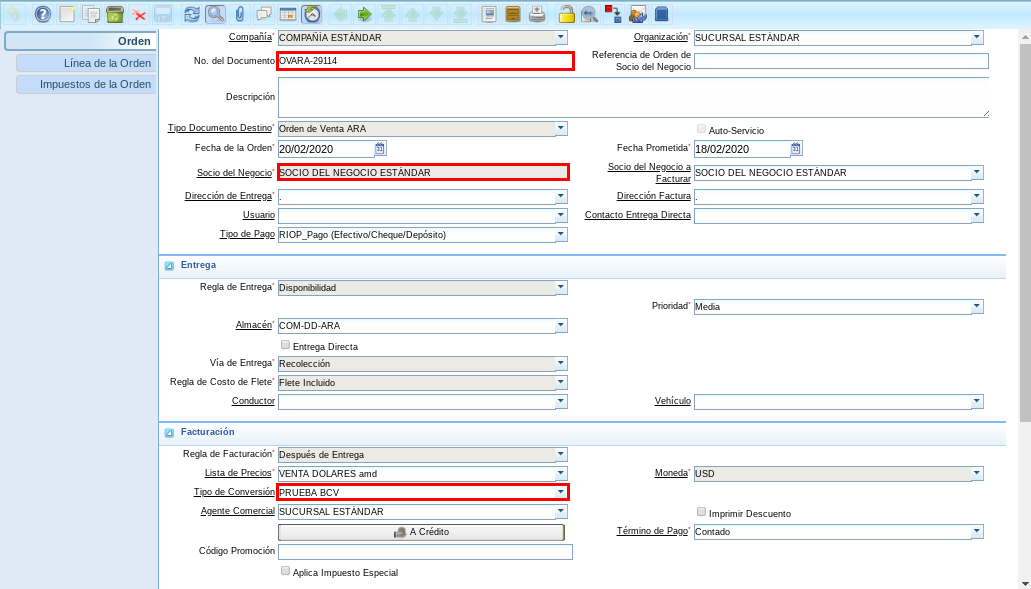 Orden
Línea de la Orden
Impuestos de la Orden
Compañía* COMPAÑÍA ESTÁNDAR Organización* SUCURSAL ESTÁNDAR
No. del Documento OVARA-29114 Referencia de Orden de
Socio del Negocio
Descripción
Tipo Documento Destino* Orden de Venta ARA Auto-Servicio
Fecha de la Orden* 20/02/2020 Fecha Prometida* 18/02/2020
Socio del Negocio* SOCIO DEL NEGOCIO ESTÁNDAR Socio del Negocio a
Facturar SOCIO DEL NEGOCIO ESTÁNDAR
Dirección de Entrega* . Dirección Factura .
Usuario Contacto Entrega Directa
Tipo de Pago RIOP_Pago (Efectivo/Cheque/Depósito)
Entrega
Regla de Entrega* Disponibilidad
Prioridad* Media
Almacén* COM-DD-ARA
Entrega Directa
Vía de Entrega* Recolección
Regla de Costo de Flete* Flete Incluido
Conductor Vehículo
Facturación
Regla de Facturación* Después de Entrega
Lista de Precios* VENTA DOLARES amd Moneda* USD
Tipo de Conversión PRUEBA BCV
Agente Comercial SUCURSAL ESTÁNDAR Imprimir Descuento
A Crédito Término de Pago* Contado
Código Promoción
Aplica Impuesto Especial